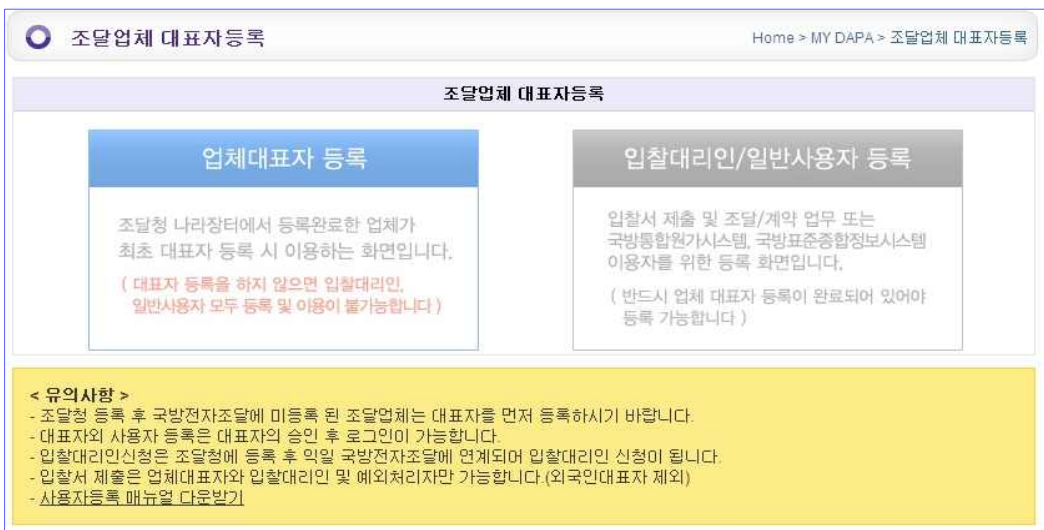 조달업체 대표자등록
Home > MY DAPA > 조달업체 대표자등록
조달업체 대표자등록
업체대표자 등록
조달청 나라장터에서 등록완료한 업체가
최초 대표자 등록 시 이용하는 화면입니다.
( 대표자 등록을 하지 않으면 입찰대리인,
일반사용자 모두 등록 및 이용이 불가능합니다 )
입찰대리인/일반사용자 등록
입찰서 제출 및 조달/계약 업무 또는
국방통합원가시스템, 국방표준종합정보시스템
이용자를 위한 등록 화면입니다.
( 반드시 업체 대표자 등록이 완료되어 있어야
등록 가능합니다 )
< 유의사항 >
- 조달청 등록 후 국방전자조달에 미등록 된 조달업체는 대표자를 먼저 등록하시기 바랍니다.
- 대표자외 사용자 등록은 대표자의 승인 후 로그인이 가능합니다.
- 입찰대리인신청은 조달청에 등록 후 익일 국방전자조달에 연계되어 입찰대리인 신청이 됩니다.
- 입찰서 제출은 업체대표자와 입찰대리인 및 예외처리자만 가능합니다.(외국인대표자 제외)
- 사용자등록 매뉴얼 다운받기